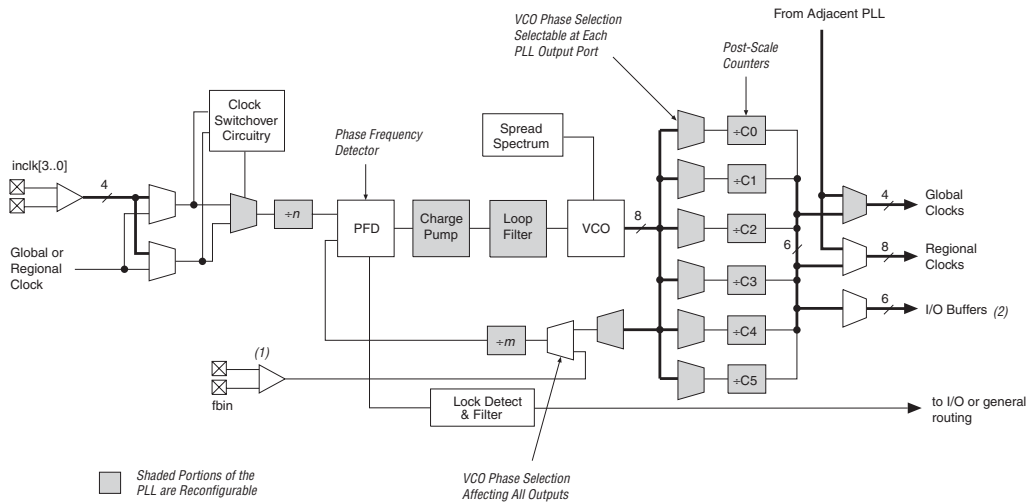 From Adjacent PLL
VCO Phase Selection
Selectable at Each
PLL Output Port
Post-Scale
Counters
Clock
Switchover
Circuitry
Phase Frequency
Detector
Spread
Spectrum
inclk[3..0]
4
÷n
PFD
Charge
Pump
Loop
Filter
VCO
8
÷C0
÷C1
÷C2
6
÷C3
÷C4
÷C5
4
Global
Clocks
8
Regional
Clocks
6
I/O Buffers (2)
Global or
Regional
Clock
÷m
(1)
fbin
Lock Detect
& Filter
to I/O or general
routing
Shaded Portions of the
PLL are Reconfigurable
VCO Phase Selection
Affecting All Outputs